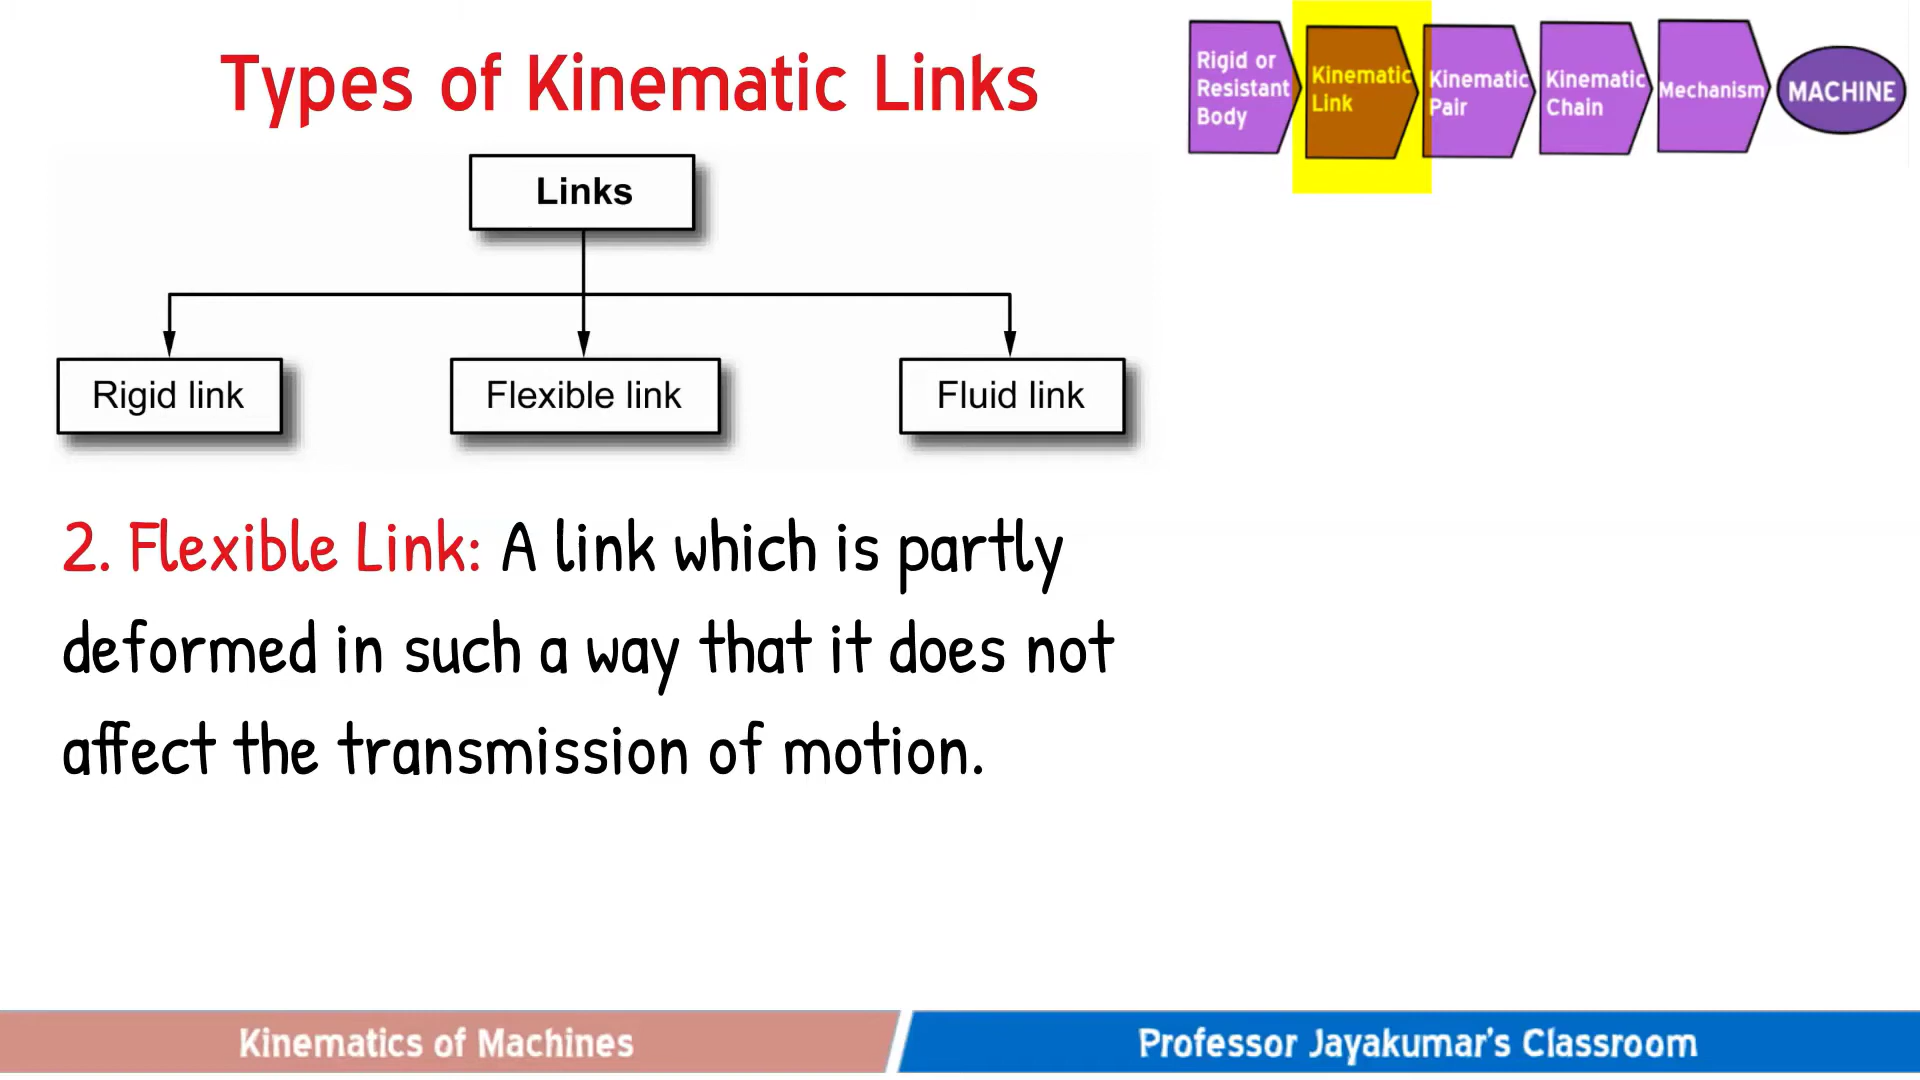 Types of Kinematic Links
Rigid or
Resistant
Body
Kinematic
Link
Kinematic
Pair
Kinematic
Chain
Mechanism
MACHINE
Links
Rigid link
Flexible link
Fluid link
2. Flexible Link: A link which is partly
deformed in such a way that it does not
affect the transmission of motion.
Kinematics of Machines
Professor Jayakumar's Classroom